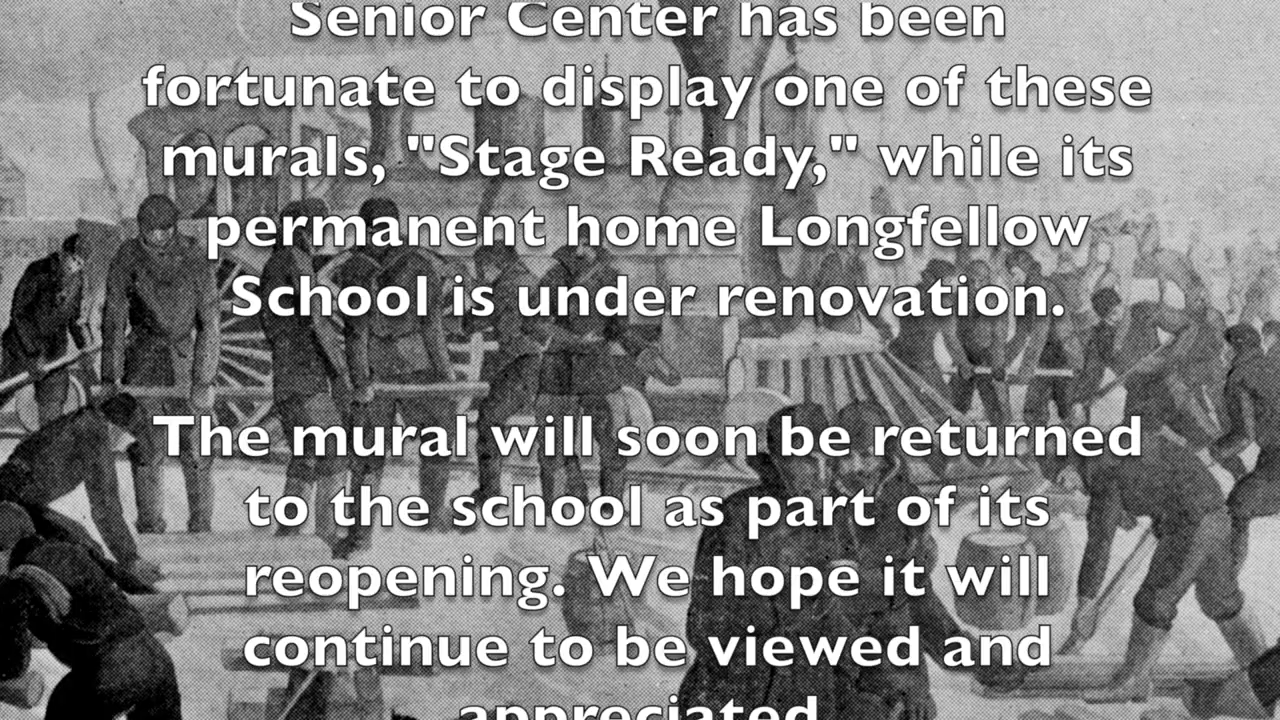 Senior Center has been
fortunate to display one of these
murals, "Stage Ready," while its
permanent home Longfellow
School is under renovation.
The mural will soon be returned
to the school as part of its
reopening. We hope it will
continue to be viewed and
appreciated